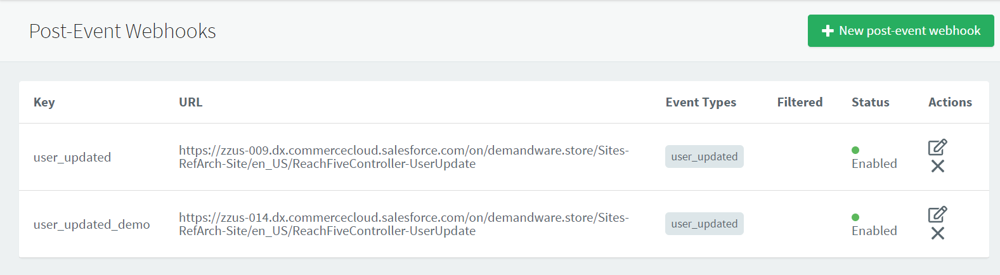 Post-Event Webhooks
New post-event webhook
Key URL Event Types Filtered Status Actions
user_updated
https://zzus-009.dx.commercecloud.salesforce.com/on/demandware.store/Sites-
RefArch-Site/en_US/ReachFiveController-UserUpdate
user_updated
Enabled
user_updated_demo
https://zzus-014.dx.commercecloud.salesforce.com/on/demandware.store/Sites-
RefArch-Site/en_US/ReachFiveController-UserUpdate
user_updated
Enabled